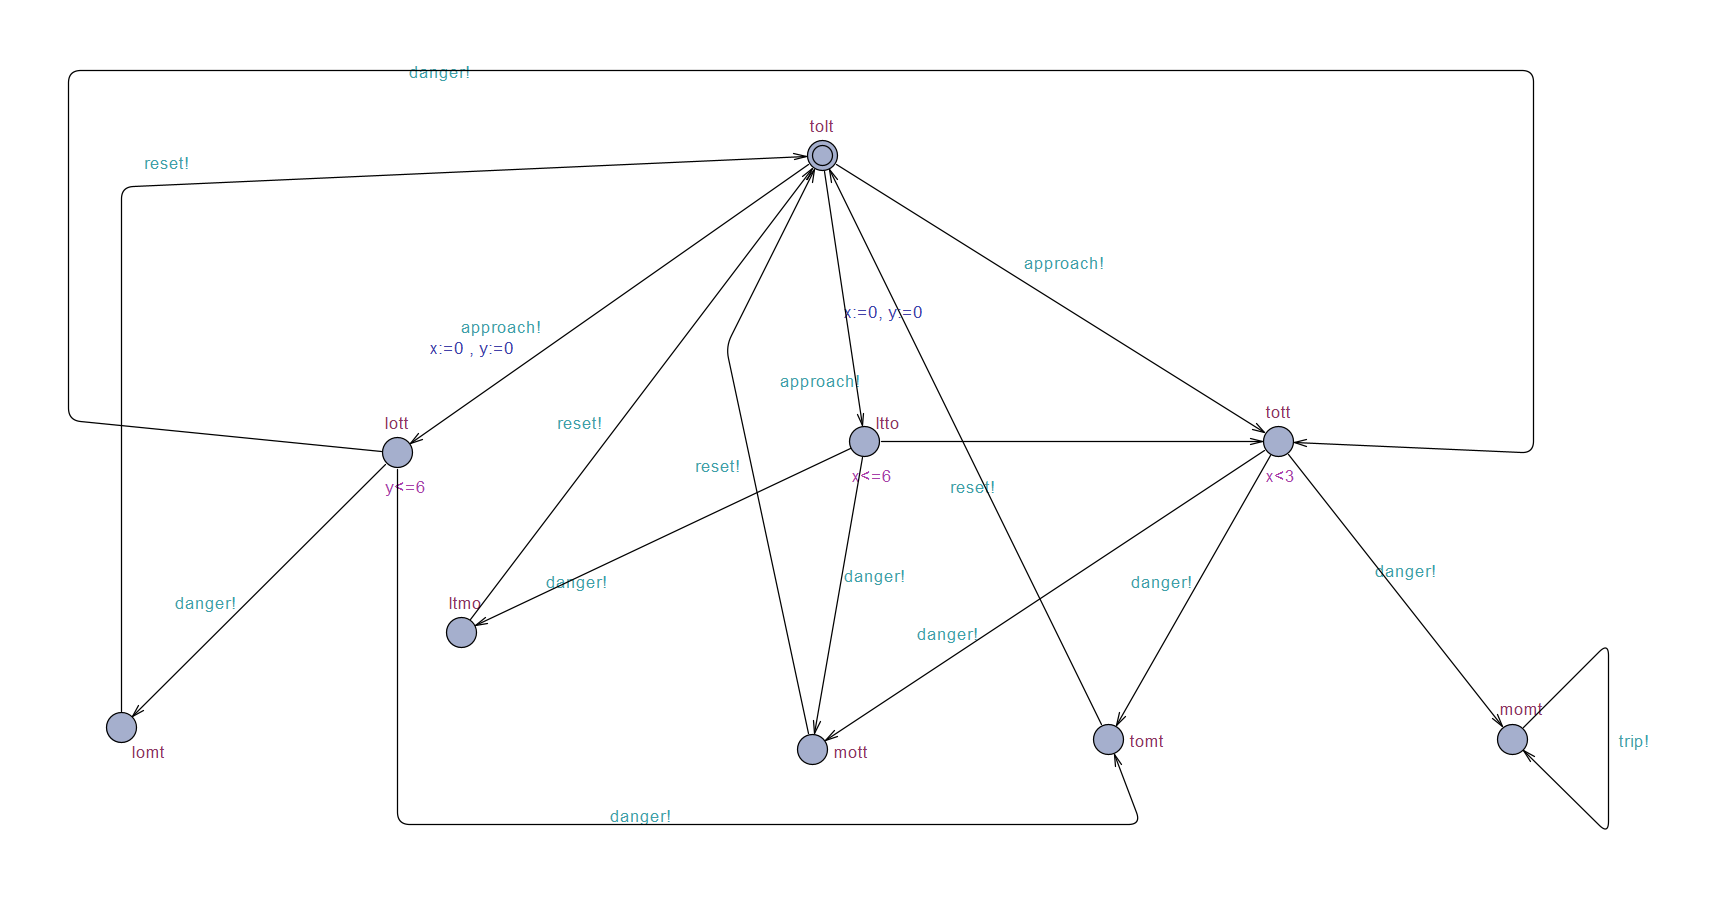 danger!
tolt
reset!
approach!
x:=0, y:=0
approach!
x:=0 , y:=0
approach!
tott
lott
reset!
ltto
reset!
x<=6
x<3
y<=6
reset!
danger!
danger!
danger!
danger!
danger!
ltmo
danger!
momt
tomt
trip!
lomt
mott
danger!